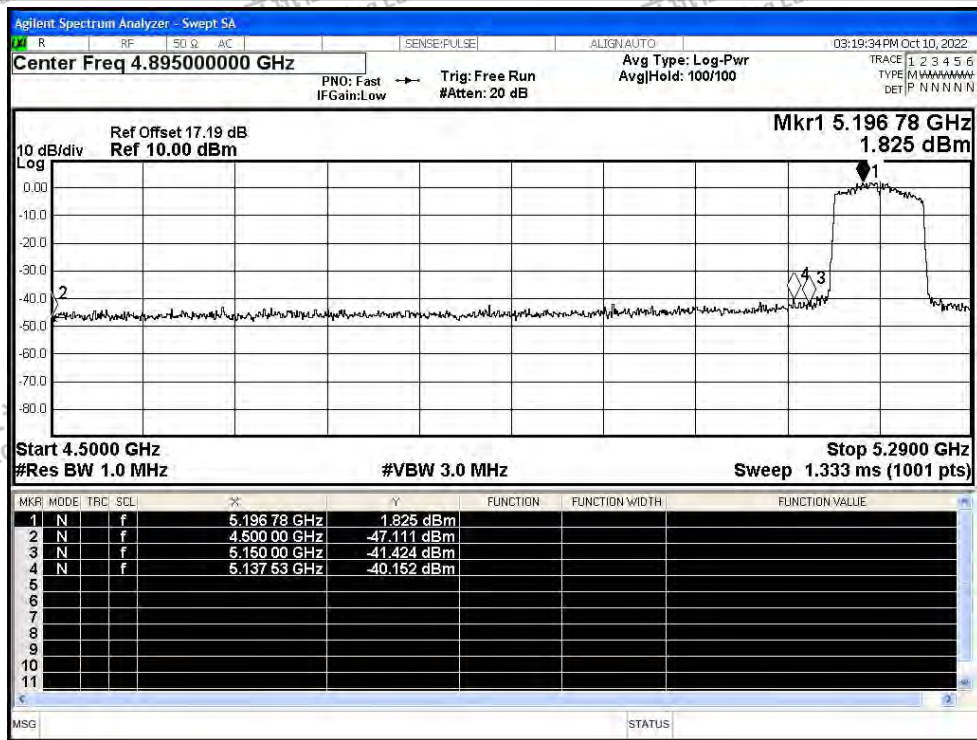 Agilent Spectrum Analyzer - Swept SA
R RF 50 Ω AC SENSE:PULSE ALIGN AUTO 03:19:34 PM Oct 10, 2022
Center Freq 4.895000000 GHz
PNO: Fast
IFGain:Low
Trig: Free Run
#Atten: 20 dB
Avg Type: Log-Pwr
Avg|Hold: 100/100
TRACE 1 2 3 4 5 6
TYPE M
DET P N N N N N
Mkr1 5.196 78 GHz
1.825 dBm
Ref Offset 17.19 dB
10 dB/div Ref 10.00 dBm
Log
0.00
-10.0
-20.0
-30.0
-40.0
-50.0
-60.0
-70.0
-80.0
1
2
4 3
Start 4.5000 GHz Stop 5.2900 GHz
#Res BW 1.0 MHz #VBW 3.0 MHz Sweep 1.333 ms (1001 pts)
MKR MODE TRC SCL X Y FUNCTION FUNCTION WIDTH FUNCTION VALUE
1 N f 5.196 78 GHz 1.825 dBm
2 N f 4.500 00 GHz -47.111 dBm
3 N f 5.150 00 GHz -41.424 dBm
4 N f 5.137 53 GHz -40.152 dBm
5
6
7
8
9
10
11
MSG STATUS